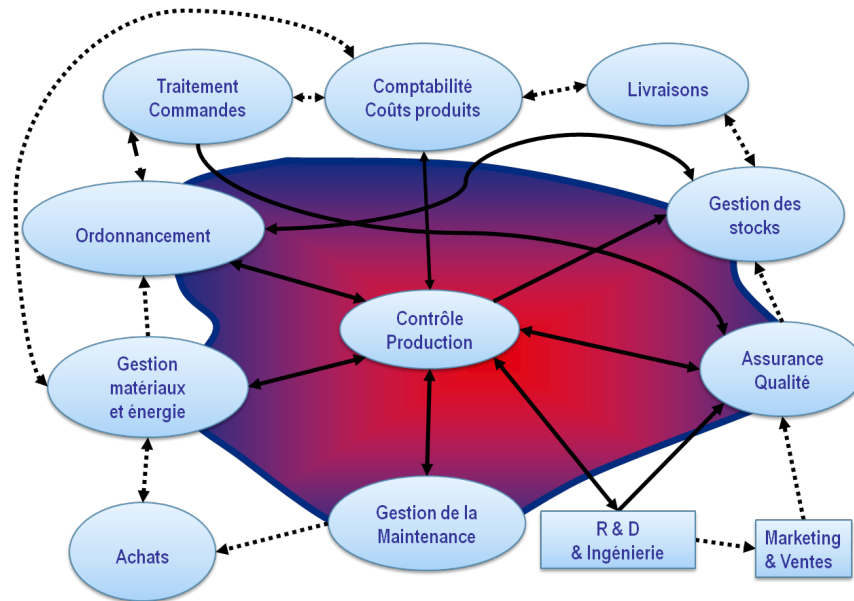 Traitement
Commandes
Comptabilité
Coûts produits
Livraisons
Ordonnancement
Gestion des
stocks
Contrôle
Production
Gestion
matériaux
et énergie
Assurance
Qualité
Achats
Gestion de la
Maintenance
R & D
& Ingénierie
Marketing
& Ventes